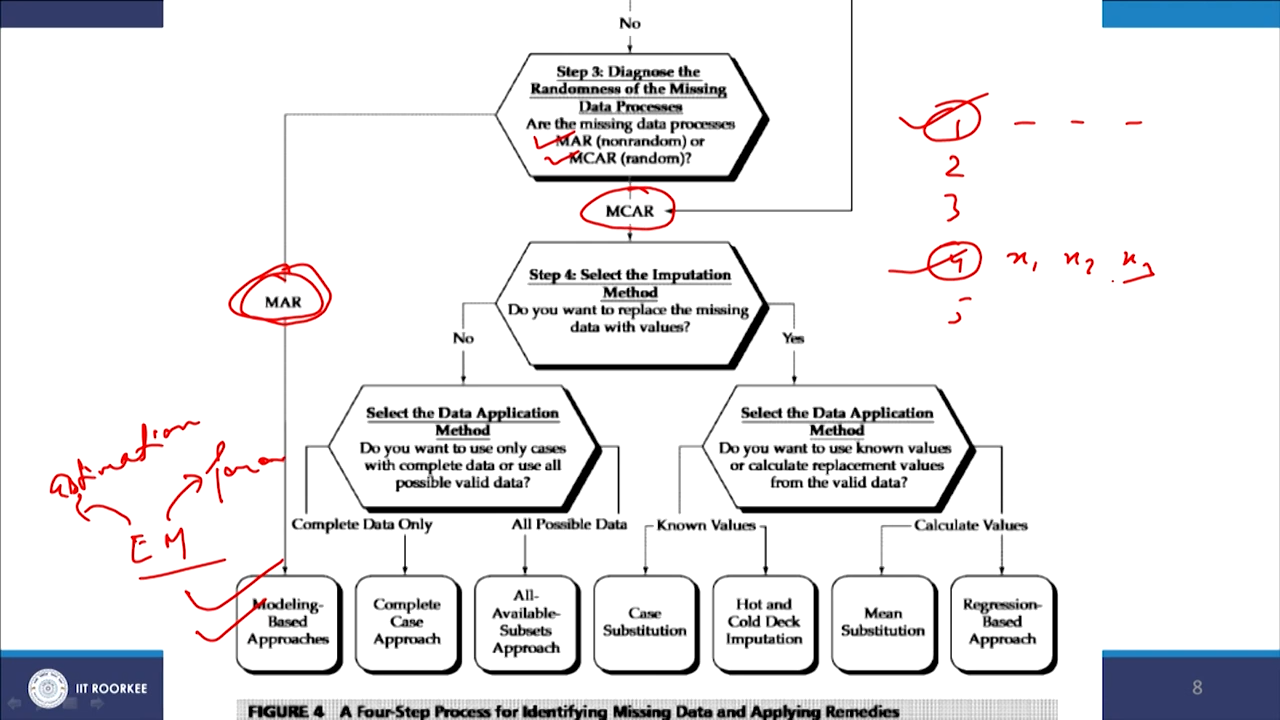 No
Step 3: Diagnose the
Randomness of the Missing
Data Processes
Are the missing data processes
MAR (nonrandom) or
MCAR (random)?
1 – – –
2
3
4 x1 x2 x3
5
MCAR
MAR
Step 4: Select the Imputation
Method
Do you want to replace the missing
data with values?
No
Yes
Select the Data Application
Method
Do you want to use only cases
with complete data or use all
possible valid data?
Select the Data Application
Method
Do you want to use known values
or calculate replacement values
from the valid data?
estimation
EM
Complete Data Only
All Possible Data
Known Values
Calculate Values
Modeling-
Based
Approaches
Complete
Case
Approach
All-
Available-
Subsets
Approach
Case
Substitution
Hot and
Cold Deck
Imputation
Mean
Substitution
Regression-
Based
Approach
IIT ROORKEE
8
FIGURE 4 A Four-Step Process for Identifying Missing Data and Applying Remedies